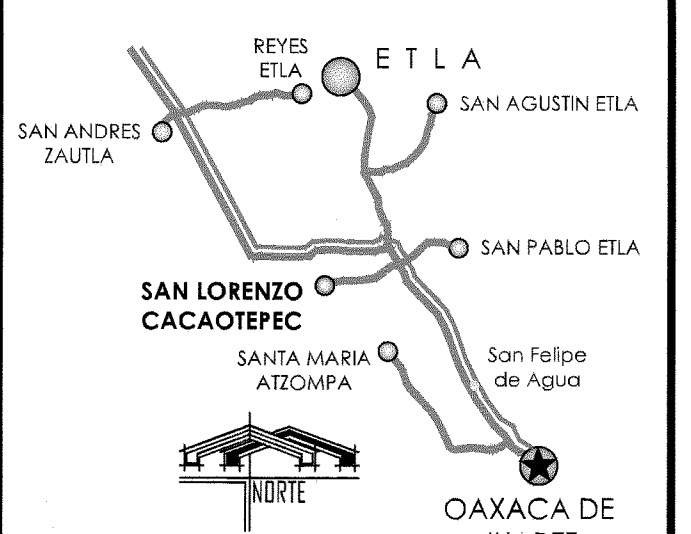 REYES
ETLA
E T L A
SAN AGUSTIN ETLA
SAN ANDRES
ZAUTLA
SAN PABLO ETLA
SAN LORENZO
CACAOTEPEC
SANTA MARIA
ATZOMPA
San Felipe
de Agua
NORTE
OAXACA DE